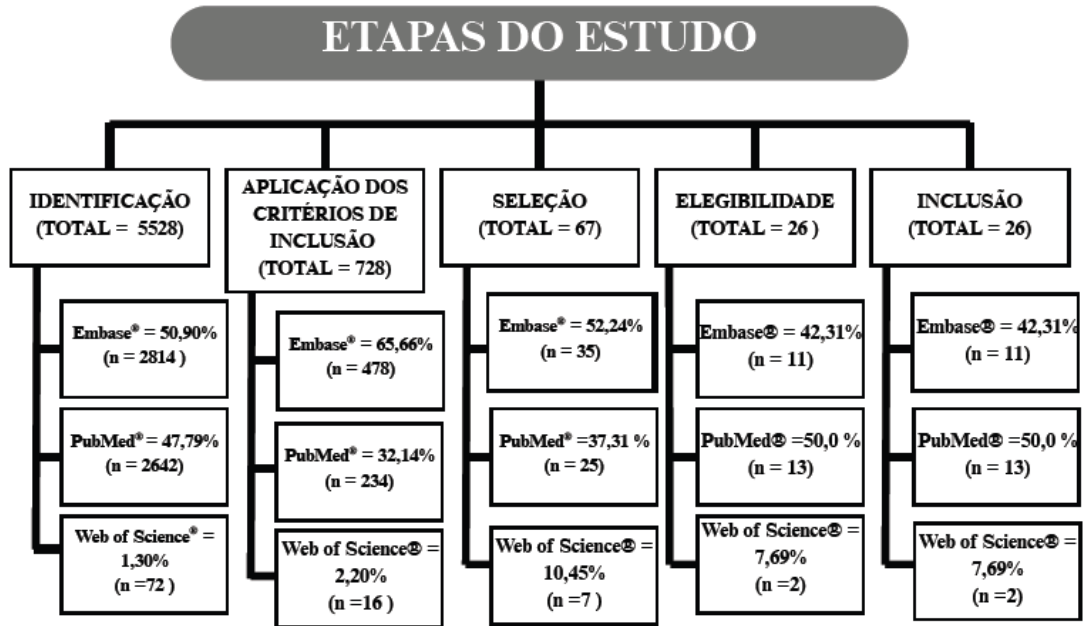 ETAPAS DO ESTUDO
IDENTIFICAÇÃO
(TOTAL = 5528)
Embase® = 50,90%
(n = 2814 )
PubMed® = 47,79%
(n = 2642)
Web of Science® =
1,30%
(n =72 )
APLICAÇÃO DOS
CRITÉRIOS DE
INCLUSÃO
(TOTAL = 728)
Embase® = 65,66%
(n = 478)
PubMed® = 32,14%
(n = 234)
Web of Science® =
2,20%
(n =16 )
SELEÇÃO
(TOTAL = 67)
Embase® = 52,24%
(n = 35)
PubMed® =37,31 %
(n = 25)
Web of Science® =
10,45%
(n =7 )
ELEGIBILIDADE
(TOTAL = 26 )
Embase® = 42,31%
(n = 11)
PubMed® =50,0 %
(n = 13)
Web of Science® =
7,69%
(n =2)
INCLUSÃO
(TOTAL = 26)
Embase® = 42,31%
(n = 11)
PubMed® =50,0 %
(n = 13)
Web of Science® =
7,69%
(n =2)